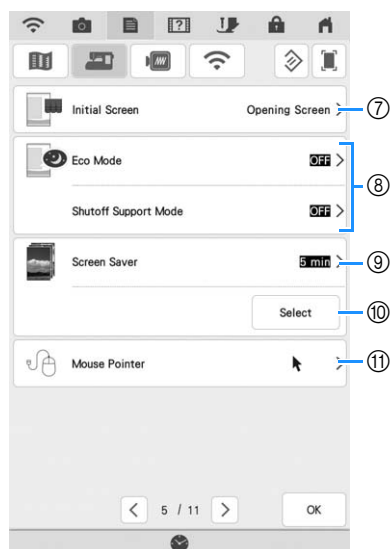 Initial Screen Opening Screen > ⑦
Eco Mode OFF >
⑧
Shutoff Support Mode OFF >
Screen Saver 5 min > ⑨
Select ⑩
Mouse Pointer > ⑪
< 5 / 11 > OK